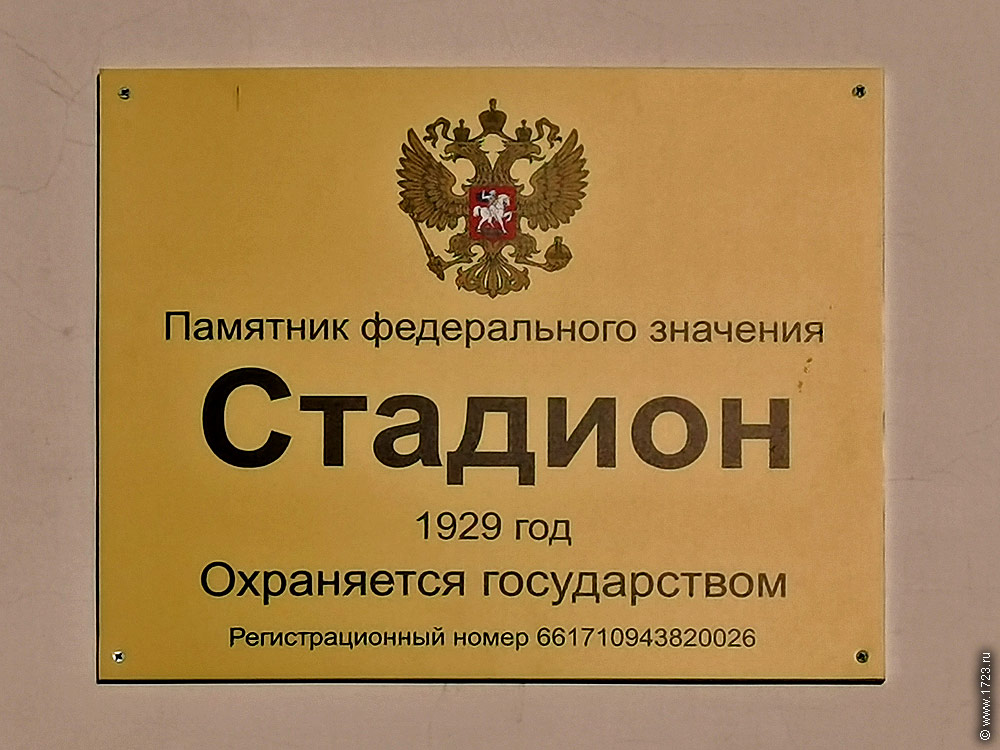 Памятник федерального значения
Стадион
1929 год
Охраняется государством
Регистрационный номер 661710943820026
© www.1723.ru